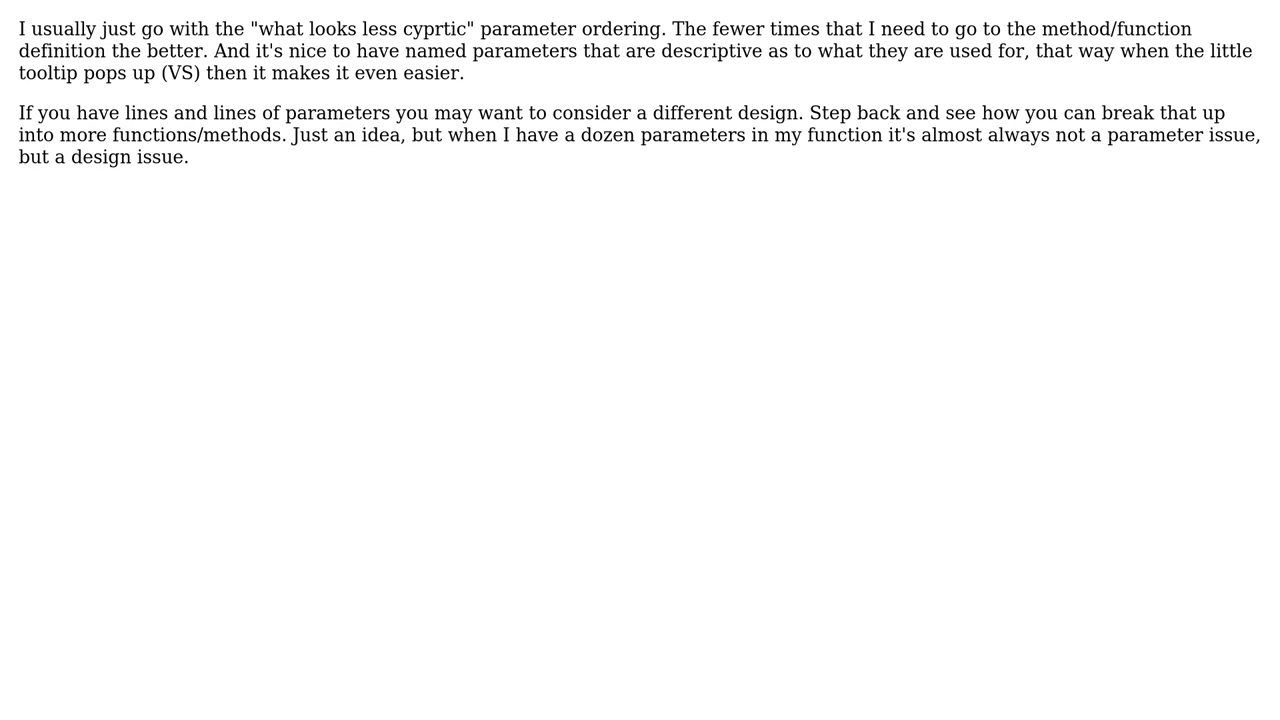 I usually just go with the "what looks less cyprtic" parameter ordering. The fewer times that I need to go to the method/function
definition the better. And it's nice to have named parameters that are descriptive as to what they are used for, that way when the little
tooltip pops up (VS) then it makes it even easier.
If you have lines and lines of parameters you may want to consider a different design. Step back and see how you can break that up
into more functions/methods. Just an idea, but when I have a dozen parameters in my function it's almost always not a parameter issue,
but a design issue.